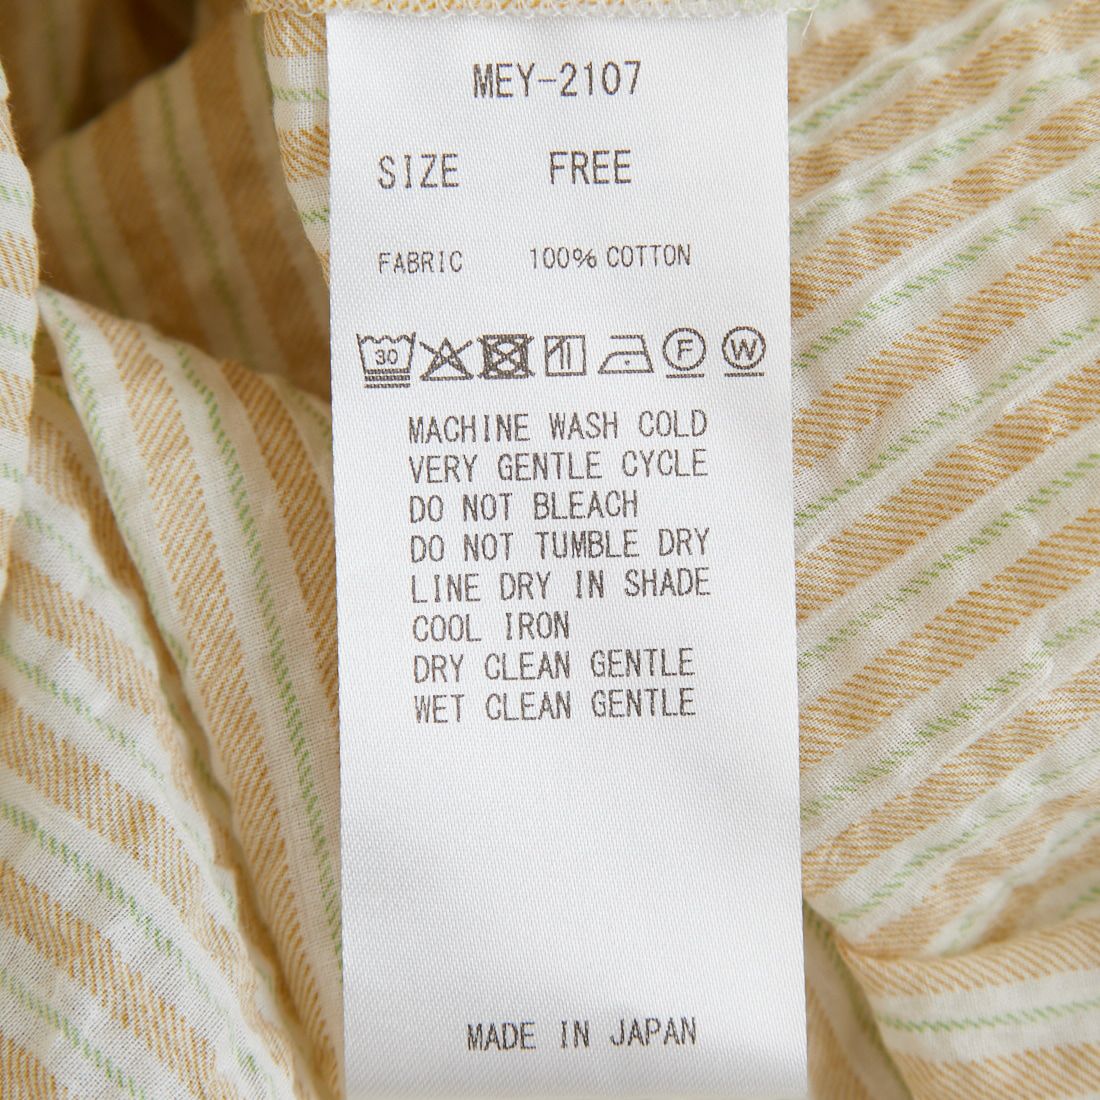 MEY-2107
SIZE FREE
FABRIC 100% COTTON
30 F W
MACHINE WASH COLD
VERY GENTLE CYCLE
DO NOT BLEACH
DO NOT TUMBLE DRY
LINE DRY IN SHADE
COOL IRON
DRY CLEAN GENTLE
WET CLEAN GENTLE
MADE IN JAPAN